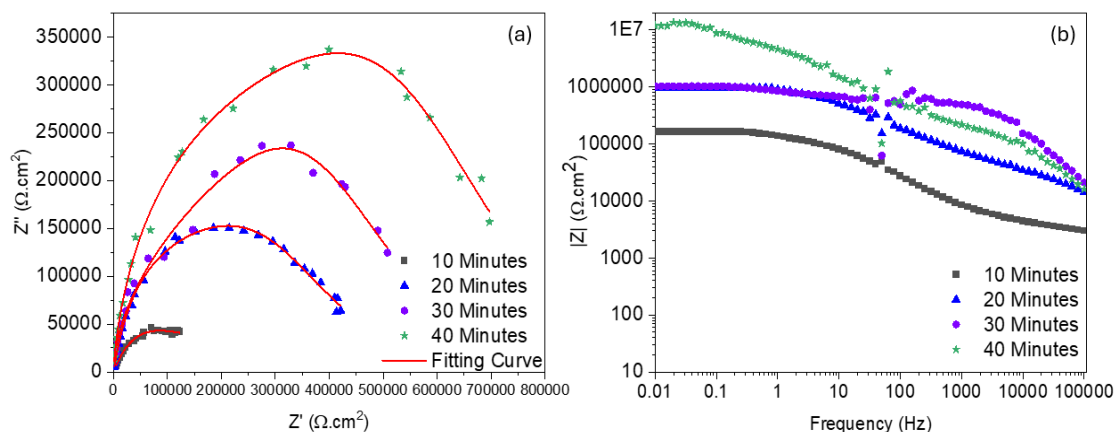 (a)
350000
300000
250000
200000
150000
100000
50000
0
Z'' (Ω.cm²)
10 Minutes
20 Minutes
30 Minutes
40 Minutes
Fitting Curve
0 100000 200000 300000 400000 500000 600000 700000 800000
Z' (Ω.cm²)
(b)
1E7
1000000
100000
10000
1000
100
10
|Z| (Ω.cm²)
10 Minutes
20 Minutes
30 Minutes
40 Minutes
0.01 0.1 1 10 100 1000 10000 100000
Frequency (Hz)